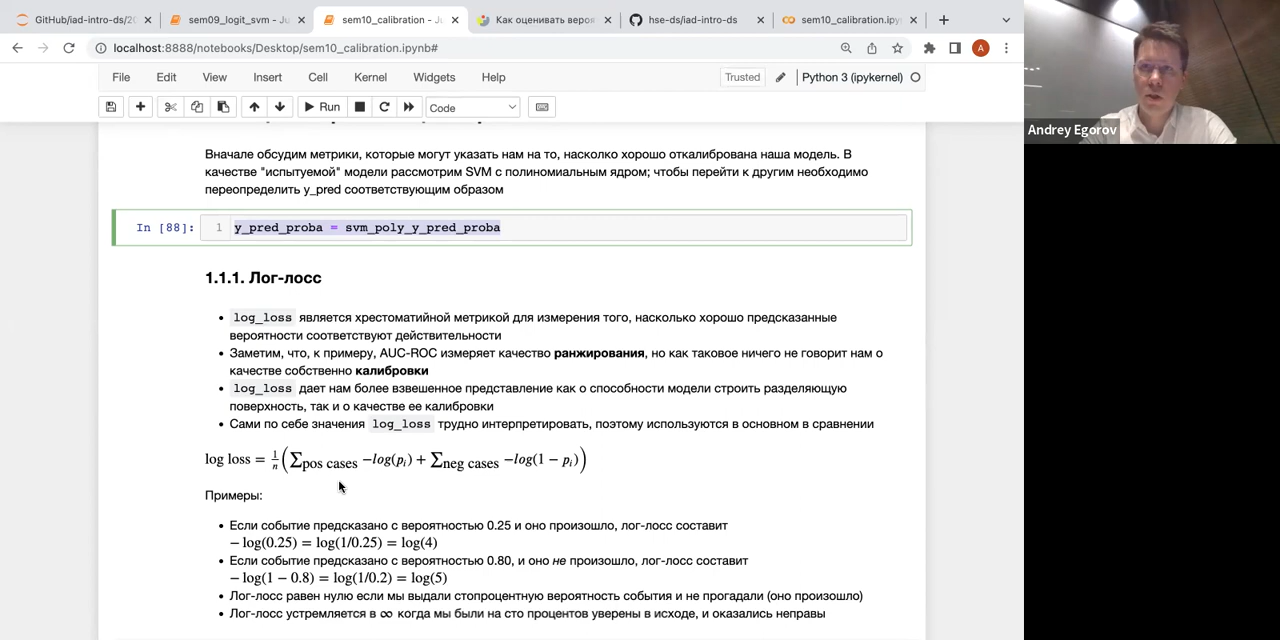 GitHub/iad-intro-ds/20
sem09_logit_svm - Ju
sem10_calibration - Ju
Как оценивать вероя
hse-ds/iad-intro-ds
sem10_calibration.ipyn
localhost:8888/notebooks/Desktop/sem10_calibration.ipynb#
A
File Edit View Insert Cell Kernel Widgets Help
Trusted
Python 3 (ipykernel)
Run
Code
Andrey Egorov
Вначале обсудим метрики, которые могут указать нам на то, насколко хорошо откалибрована наша модель. В
качестве "испытуемой" модели рассмотрим SVM с полиномиальным ядром; чтобы перейти к другим необходимо
переопределить y_pred соответствующим образом
In [88]:
1 y_pred_proba = svm_poly_y_pred_proba
1.1.1. Лог-лосс
• log_loss является хрестоматийной метрикой для измерения того, насколько хорошо предсказанные
вероятности соответствуют действительности
• Заметим, что, к примеру, AUC-ROC измеряет качество ранжирования, но как таковое ничего не говорит нам о
качестве собственно калибровки
• log_loss дает нам более взвешенное представление как о способности модели строить разделяющую
поверхность, так и о качестве ее калибровки
• Сами по себе значения log_loss трудно интерпретировать, поэтому используются в основном в сравнении
log loss = 1/n (∑pos cases −log(pᵢ) + ∑neg cases −log(1 − pᵢ))
Примеры:
• Если событие предсказано с вероятностью 0.25 и оно произошло, лог-лосс составит
− log(0.25) = log(1/0.25) = log(4)
• Если событие предсказано с вероятностью 0.80, и оно не произошло, лог-лосс составит
− log(1 − 0.8) = log(1/0.2) = log(5)
• Лог-лосс равен нулю если мы выдали стопроцентную вероятность события и не прогадали (оно произошло)
• Лог-лосс устремляется в ∞ когда мы были на сто процентов уверены в исходе, и оказались неправы